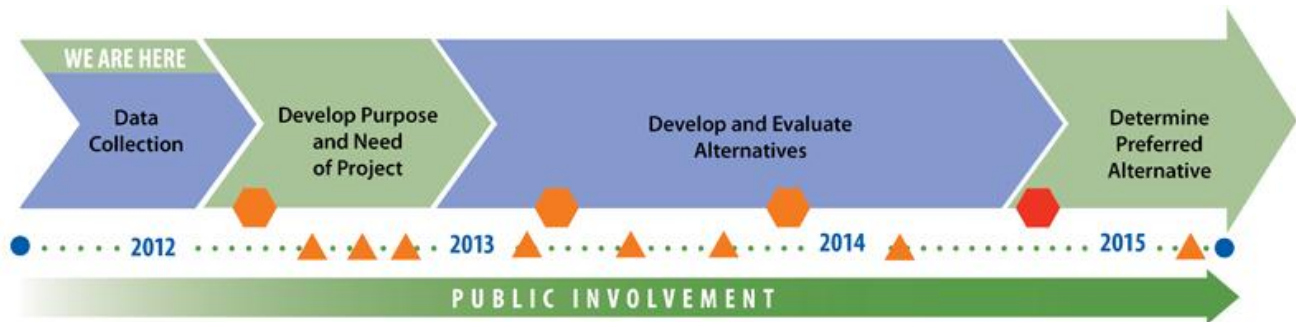 WE ARE HERE
Data
Collection
Develop Purpose
and Need
of Project
Develop and Evaluate
Alternatives
Determine
Preferred
Alternative
2012
2013
2014
2015
PUBLIC INVOLVEMENT